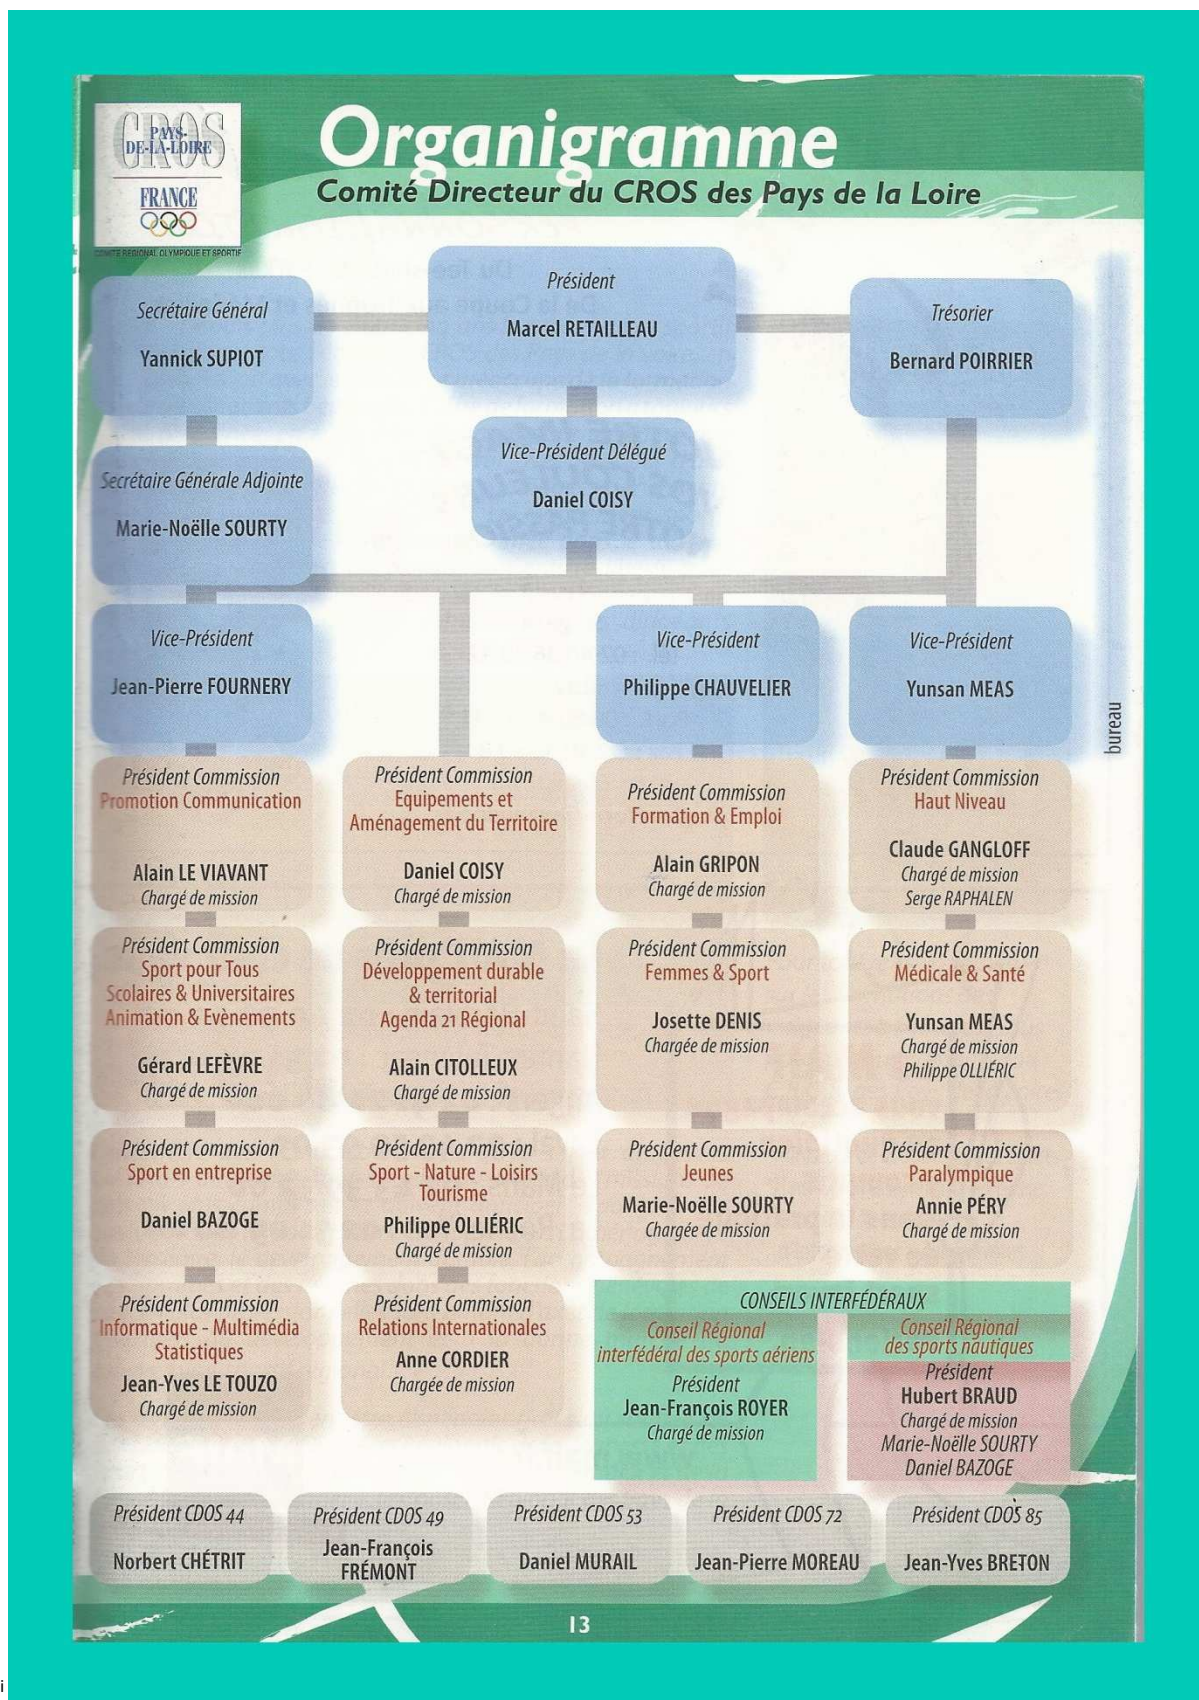 CROS
PAYS-
DE-LA-LOIRE
FRANCE
COMITÉ REGIONAL OLYMPIQUE ET SPORTIF
Organigramme
Comité Directeur du CROS des Pays de la Loire
Secrétaire Général
Yannick SUPIOT
Président
Marcel RETAILLEAU
Trésorier
Bernard POIRRIER
Secrétaire Générale Adjointe
Marie-Noëlle SOURTY
Vice-Président Délégué
Daniel COISY
Vice-Président
Jean-Pierre FOURNERY
Vice-Président
Philippe CHAUVELIER
Vice-Président
Yunsan MEAS
bureau
Président Commission
Promotion Communication
Alain LE VIAVANT
Chargé de mission
Président Commission
Equipements et
Aménagement du Territoire
Daniel COISY
Chargé de mission
Président Commission
Formation & Emploi
Alain GRIPON
Chargé de mission
Président Commission
Haut Niveau
Claude GANGLOFF
Chargé de mission
Serge RAPHALEN
Président Commission
Sport pour Tous
Scolaires & Universitaires
Animation & Evènements
Gérard LEFÈVRE
Chargé de mission
Président Commission
Développement durable
& territorial
Agenda 21 Régional
Alain CITOLLEUX
Chargé de mission
Président Commission
Femmes & Sport
Josette DENIS
Chargée de mission
Président Commission
Médicale & Santé
Yunsan MEAS
Chargé de mission
Philippe OLLIÉRIC
Président Commission
Sport en entreprise
Daniel BAZOGE
Président Commission
Sport - Nature - Loisirs
Tourisme
Philippe OLLIÉRIC
Chargé de mission
Président Commission
Jeunes
Marie-Noëlle SOURTY
Chargée de mission
Président Commission
Paralympique
Annie PÉRY
Chargé de mission
Président Commission
Informatique - Multimédia
Statistiques
Jean-Yves LE TOUZO
Chargé de mission
Président Commission
Relations Internationales
Anne CORDIER
Chargée de mission
CONSEILS INTERFÉDÉRAUX
Conseil Régional
interfédéral des sports aériens
Président
Jean-François ROYER
Chargé de mission
Conseil Régional
des sports nautiques
Président
Hubert BRAUD
Chargé de mission
Marie-Noëlle SOURTY
Daniel BAZOGE
Président CDOS 44
Norbert CHÉTRIT
Président CDOS 49
Jean-François
FRÉMONT
Président CDOS 53
Daniel MURAIL
Président CDOS 72
Jean-Pierre MOREAU
Président CDOS 85
Jean-Yves BRETON
13
i